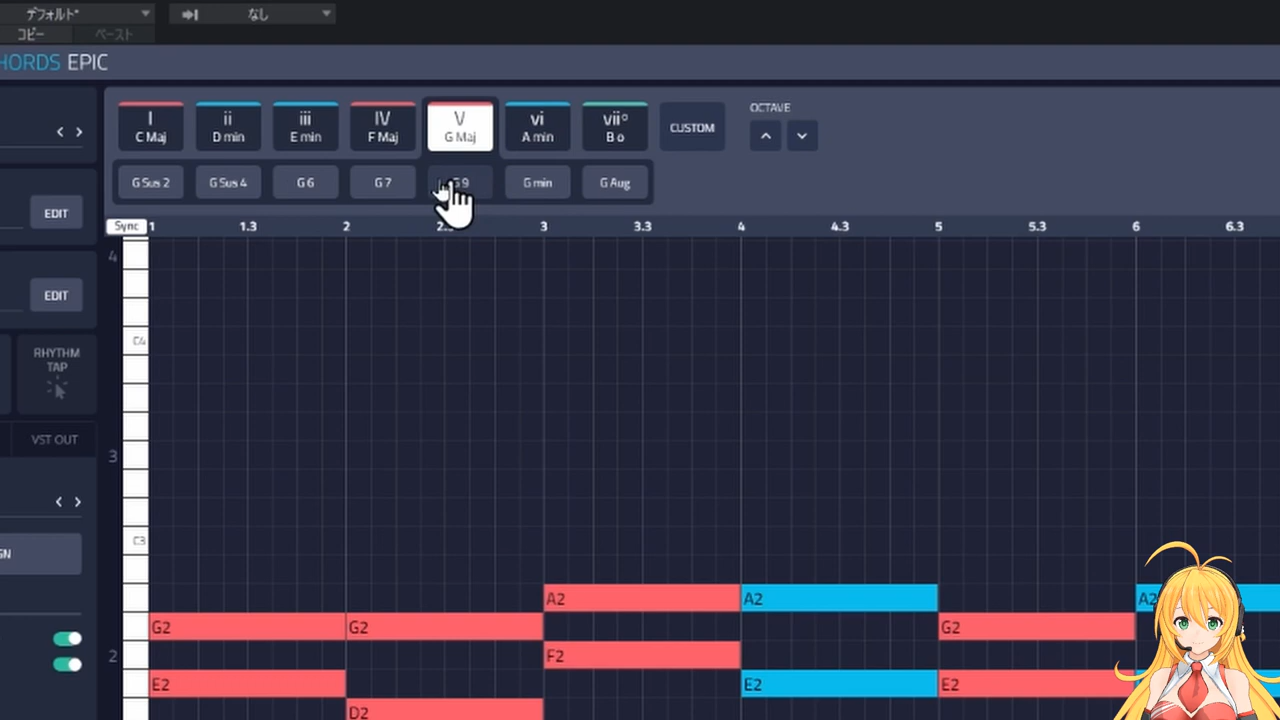 デフォルト* なし
コピー ペースト
HORDS EPIC
I ii iii IV V vi vii°
C Maj D min E min F Maj G Maj A min B o
CUSTOM
OCTAVE
G Sus 2 G Sus 4 G 6 G 7 G min G Aug
EDIT
Sync 1 1.3 2 3 3.3 4 4.3 5 5.3 6 6.3
4
EDIT
C4
RHYTHM
TAP
VST OUT
3
C3
GN
A2 A2 A2
G2 G2 G2
2
F2
E2 E2 E2
D2